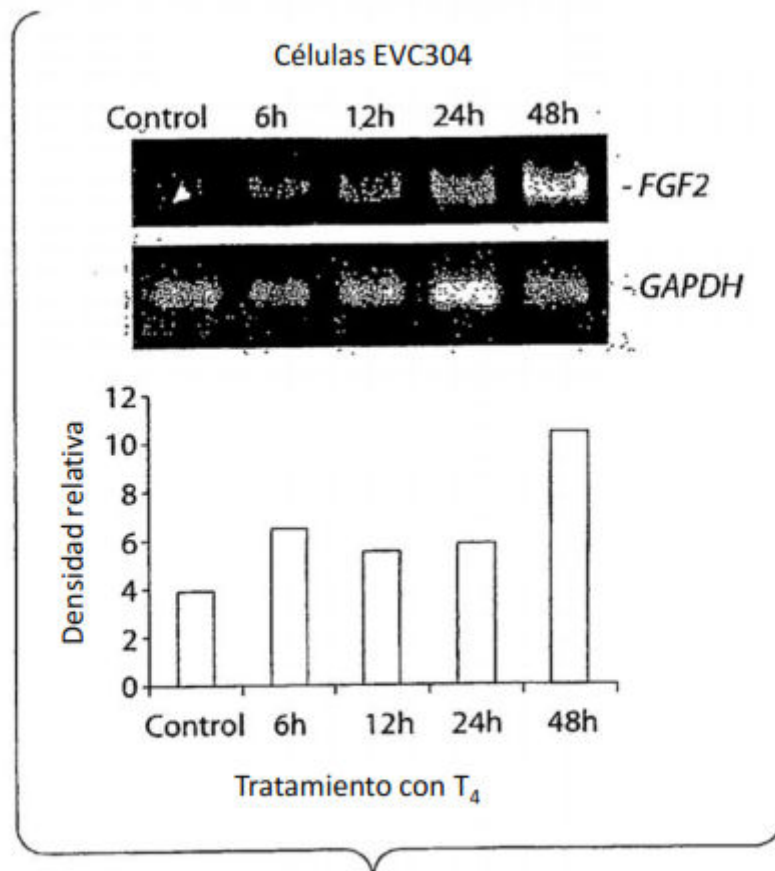 Células EVC304
Control 6h 12h 24h 48h
- FGF2
- GAPDH
12
10
8
6
4
2
0
Densidad relativa
Control 6h 12h 24h 48h
Tratamiento con T₄